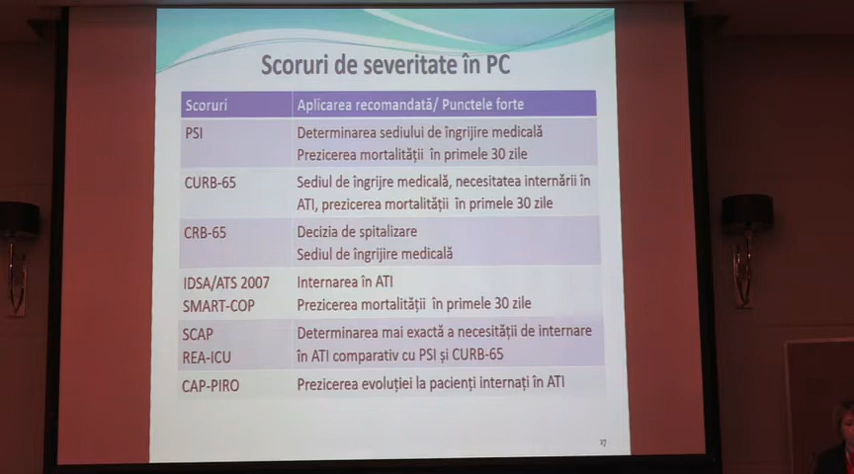 Scoruri de severitate în PC
Scoruri Aplicarea recomandată/ Punctele forte
PSI Determinarea sediului de îngrijire medicală
Prezicerea mortalității în primele 30 zile
CURB-65 Sediul de îngrijre medicală, necesitatea internării în
ATI, prezicerea mortalității în primele 30 zile
CRB-65 Decizia de spitalizare
Sediul de îngrijire medicală
IDSA/ATS 2007 Internarea în ATI
SMART-COP Prezicerea mortalității în primele 30 zile
SCAP Determinarea mai exactă a necesității de internare
REA-ICU în ATI comparativ cu PSI și CURB-65
CAP-PIRO Prezicerea evoluției la pacienți internați în ATI
17